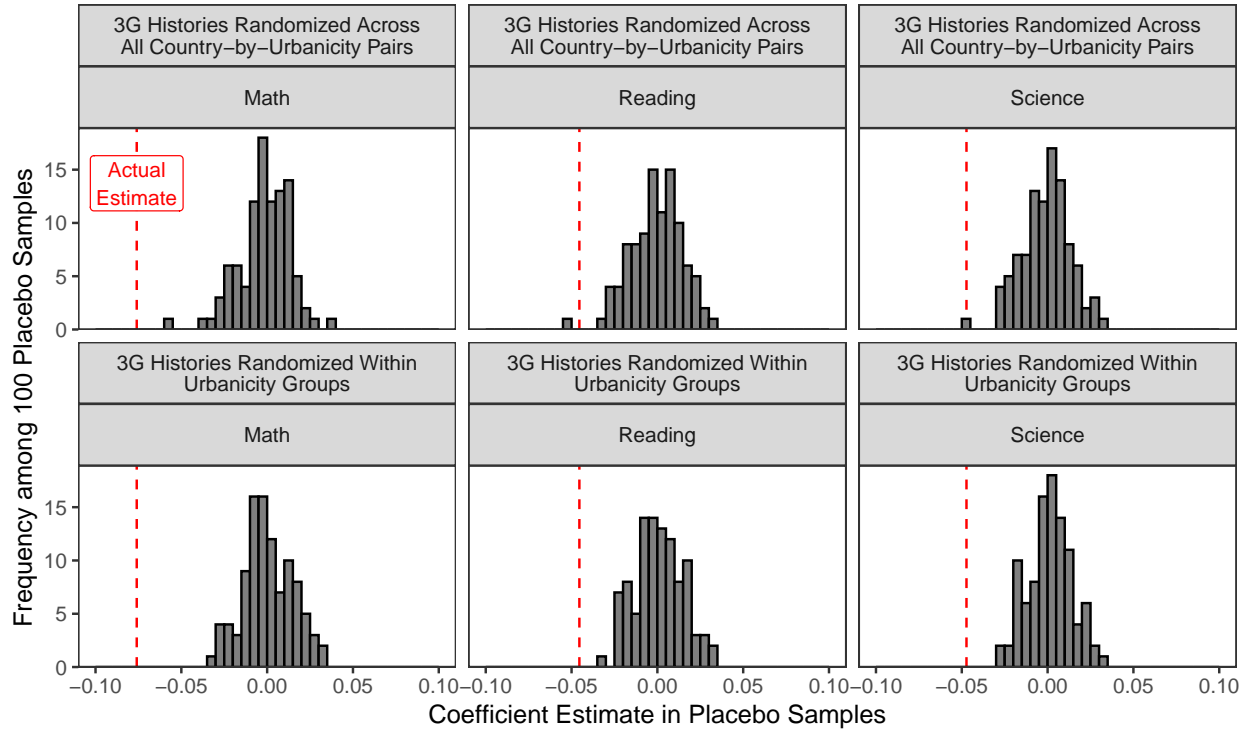 3G Histories Randomized Across
All Country−by−Urbanicity Pairs
3G Histories Randomized Across
All Country−by−Urbanicity Pairs
3G Histories Randomized Across
All Country−by−Urbanicity Pairs
Math
Reading
Science
Actual
Estimate
15
10
5
0
3G Histories Randomized Within
Urbanicity Groups
3G Histories Randomized Within
Urbanicity Groups
3G Histories Randomized Within
Urbanicity Groups
Math
Reading
Science
15
10
5
0
−0.10 −0.05 0.00 0.05 0.10
−0.10 −0.05 0.00 0.05 0.10
−0.10 −0.05 0.00 0.05 0.10
Coefficient Estimate in Placebo Samples
Frequency among 100 Placebo Samples